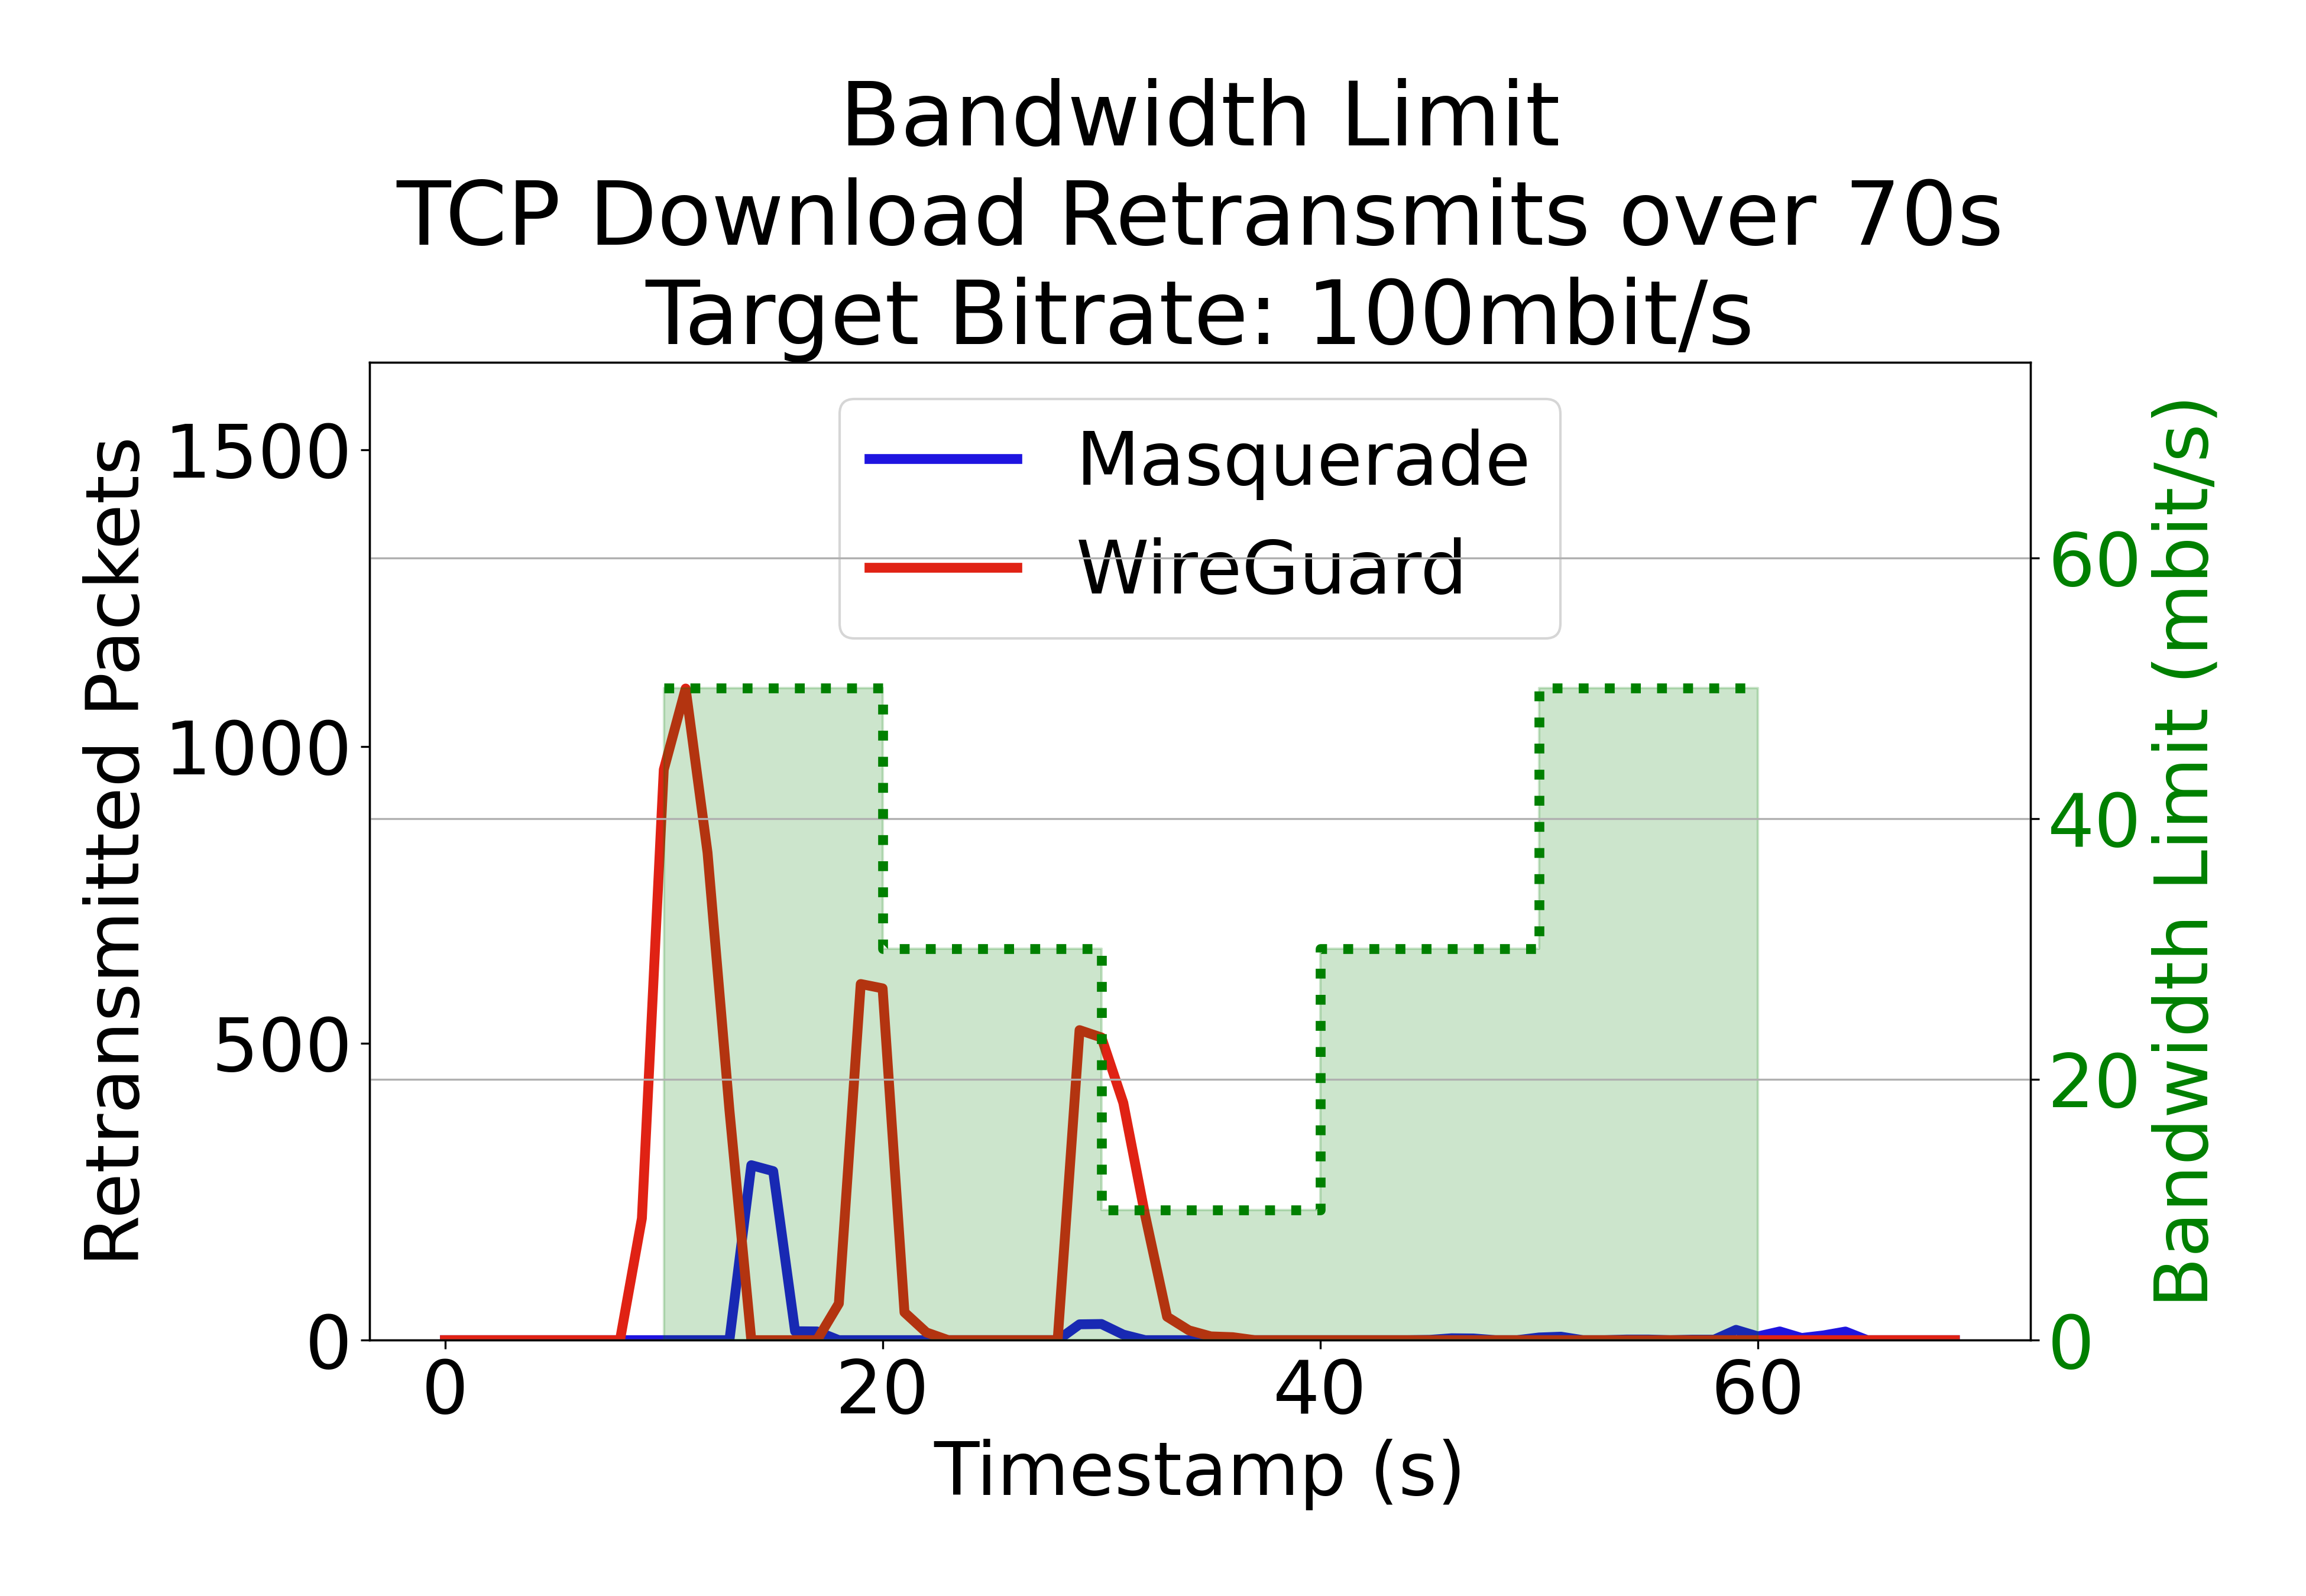 Bandwidth Limit
TCP Download Retransmits over 70s
Target Bitrate: 100mbit/s
Masquerade
WireGuard
Retransmitted Packets
1500
1000
500
0
0
20
40
60
Timestamp (s)
60
40
20
0
Bandwidth Limit (mbit/s)